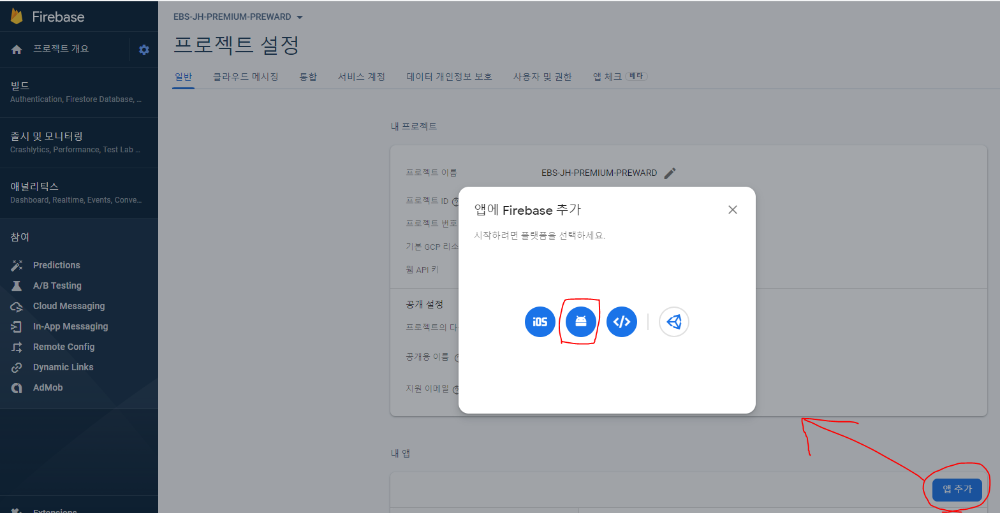 Firebase
EBS-JH-PREMIUM-PREWARD
프로젝트 개요
프로젝트 설정
일반 클라우드 메시징 통합 서비스 계정 데이터 개인정보 보호 사용자 및 권한 앱 체크 베타
빌드
Authentication, Firestore Database, ...
출시 및 모니터링
Crashlytics, Performance, Test Lab ...
애널리틱스
Dashboard, Realtime, Events, Conve...
참여
Predictions
A/B Testing
Cloud Messaging
In-App Messaging
Remote Config
Dynamic Links
AdMob
Extensions
내 프로젝트
프로젝트 이름 EBS-JH-PREMIUM-PREWARD
프로젝트 ID
프로젝트 번호
기본 GCP 리소
웹 API 키
공개 설정
프로젝트의 다
공개용 이름
지원 이메일
앱에 Firebase 추가
시작하려면 플랫폼을 선택하세요.
iOS
내 앱
앱 추가